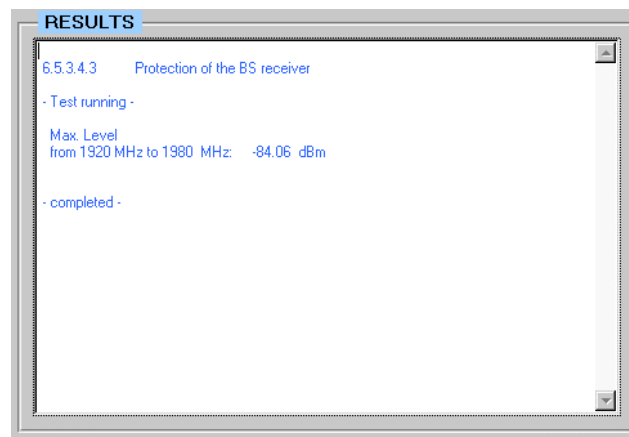 RESULTS
6.5.3.4.3 Protection of the BS receiver
- Test running -
Max. Level
from 1920 MHz to 1980 MHz: -84.06 dBm
- completed -